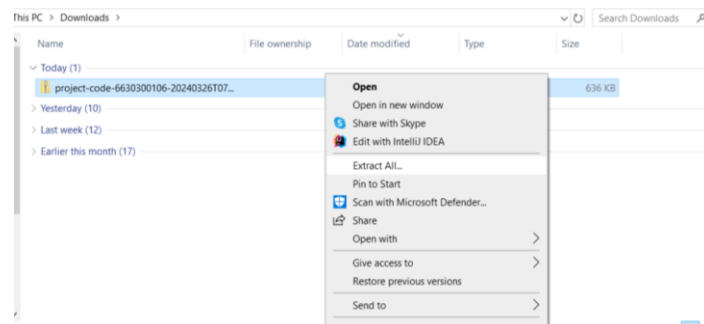 This PC > Downloads >
Search Downloads
Name File ownership Date modified Type Size
Today (1)
project-code-6630300106-20240326T07... 636 KB
Yesterday (10)
Last week (12)
Earlier this month (17)
Open
Open in new window
Share with Skype
Edit with IntelliJ IDEA
Extract All...
Pin to Start
Scan with Microsoft Defender...
Share
Open with
Give access to
Restore previous versions
Send to